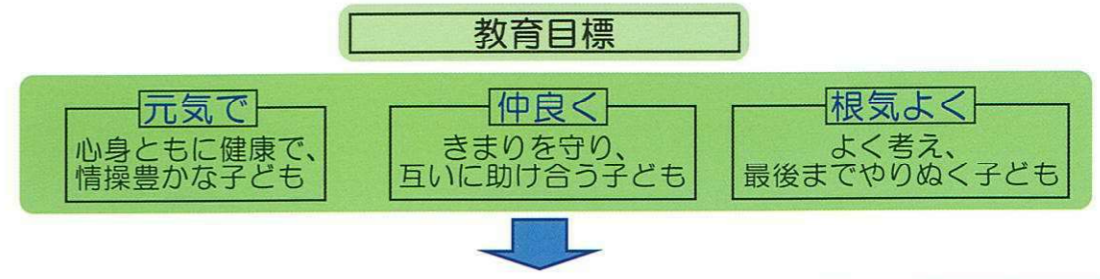 教育目標
元気で
心身ともに健康で、
情操豊かな子ども
仲良く
きまりを守り、
互いに助け合う子ども
根気よく
よく考え、
最後までやりぬく子ども